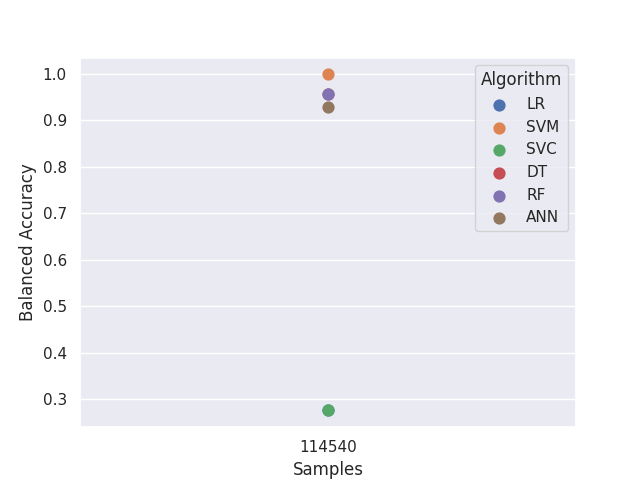 1.0
0.9
0.8
0.7
0.6
0.5
0.4
0.3
Balanced Accuracy
114540
Samples
Algorithm
LR
SVM
SVC
DT
RF
ANN